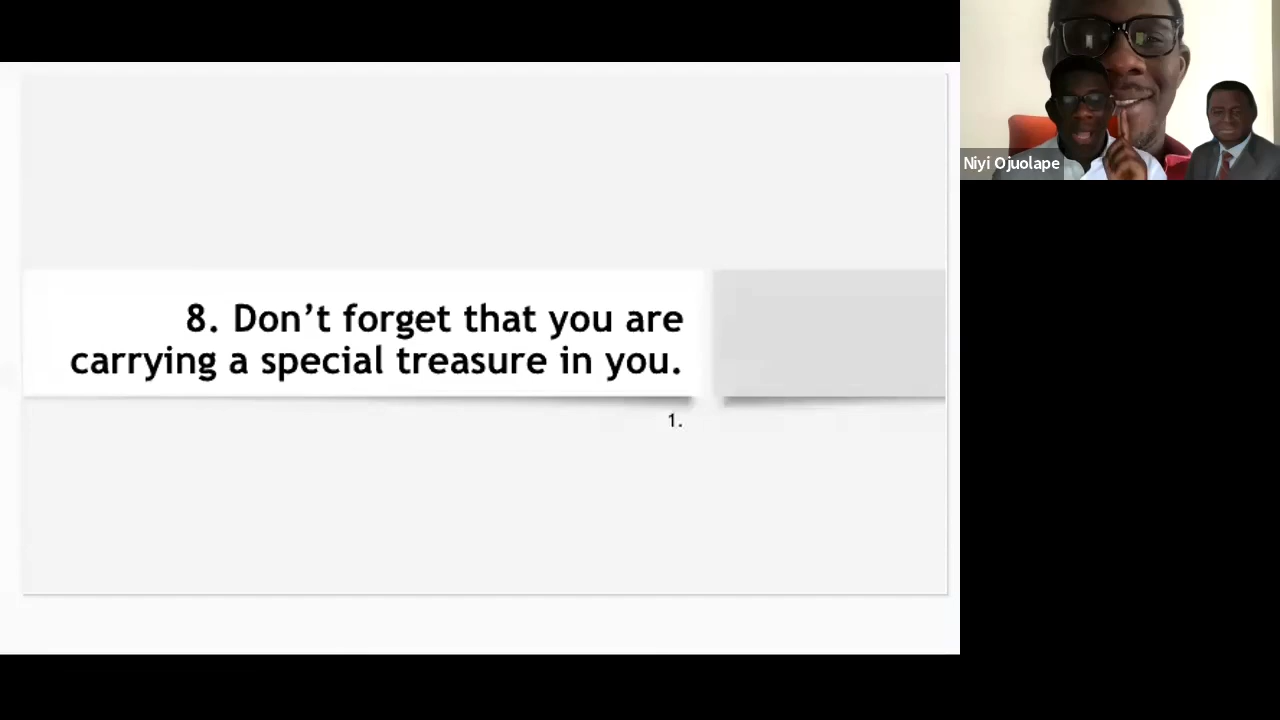 8. Don’t forget that you are
carrying a special treasure in you.
1.
Niyi Ojuolape